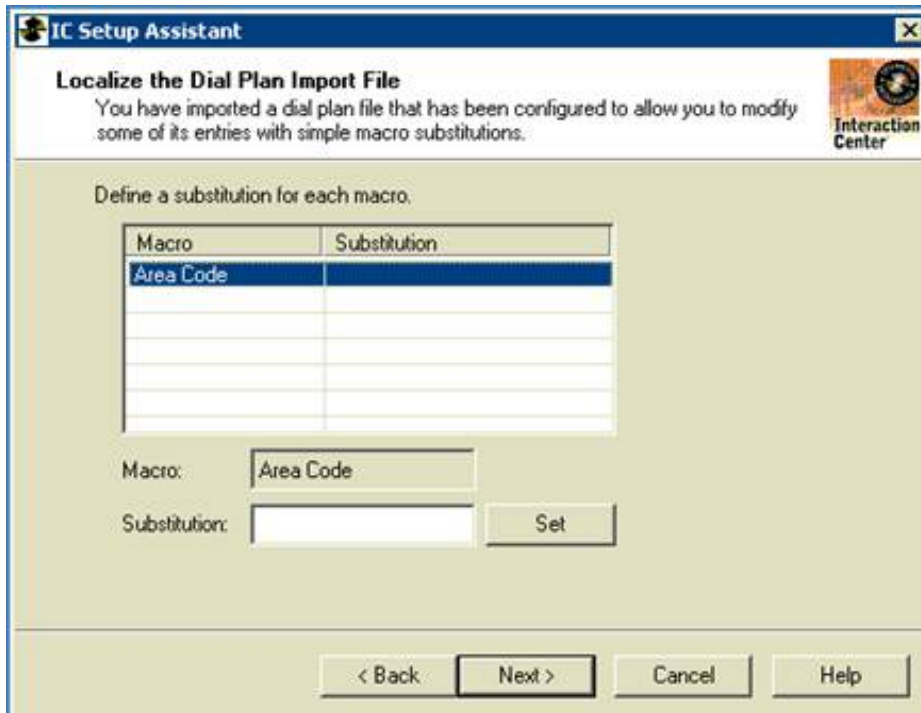 IC Setup Assistant
Localize the Dial Plan Import File
You have imported a dial plan file that has been configured to allow you to modify
some of its entries with simple macro substitutions.
Interaction
Center
Define a substitution for each macro.
Macro Substitution
Area Code
Macro: Area Code
Substitution: Set
< Back Next > Cancel Help